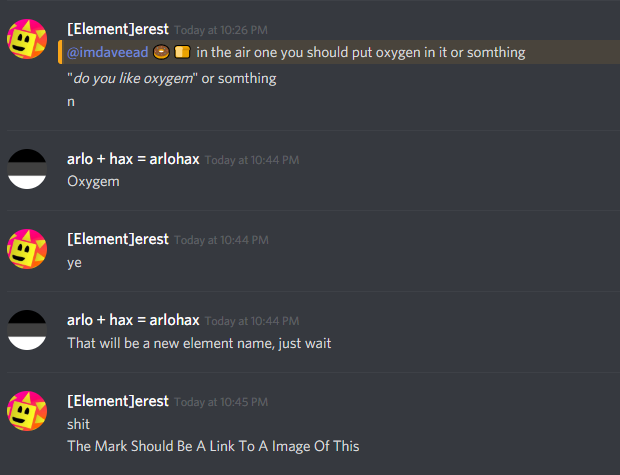 [Element]erest Today at 10:26 PM
@imdaveead 🍩 🍞 in the air one you should put oxygen in it or somthing
"do you like oxygem" or somthing
n
arlo + hax = arlohax Today at 10:44 PM
Oxygem
[Element]erest Today at 10:44 PM
ye
arlo + hax = arlohax Today at 10:44 PM
That will be a new element name, just wait
[Element]erest Today at 10:45 PM
shit
The Mark Should Be A Link To A Image Of This